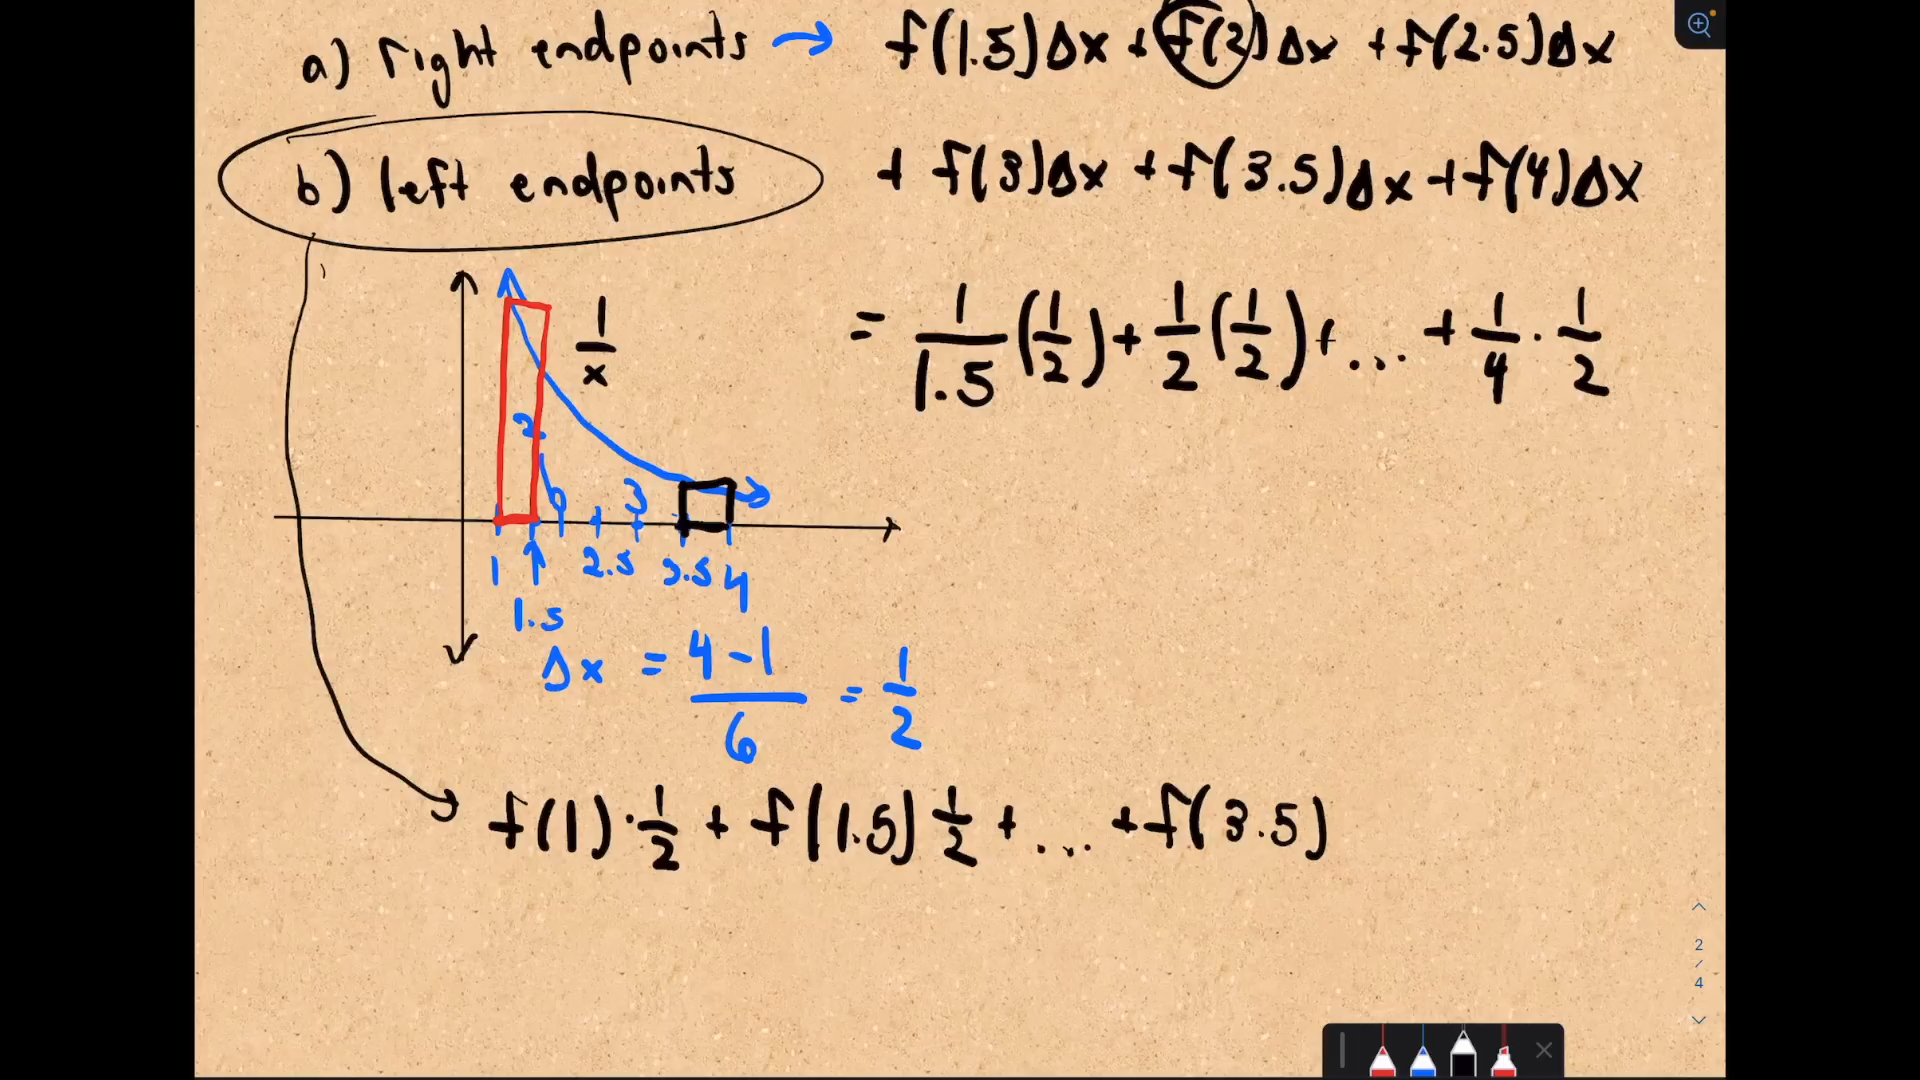 a) right endpoints → f(1.5)Δx + f(2)Δx + f(2.5)Δx
b) left endpoints
+ f(3)Δx + f(3.5)Δx + f(4)Δx
1/x
= 1/1.5 (1/2) + 1/2 (1/2) + ... + 1/4 · 1/2
2 3
1 2.5 3.5 4
1.5
Δx = 4-1/6 = 1/2
f(1) · 1/2 + f(1.5) 1/2 + ... + f(3.5)
2
/
4